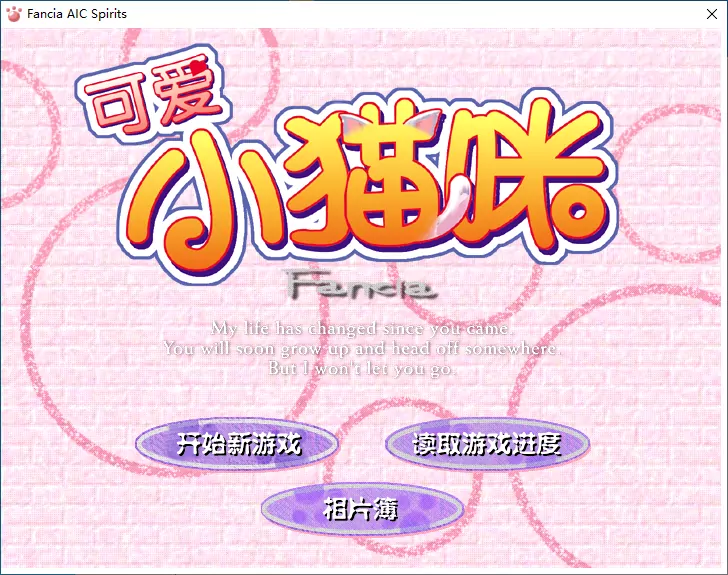 Fancia AIC Spirits
可爱
小猫咪
Fancia
My life has changed since you came.
You will soon grow up and head off somewhere.
But I won't let you go.
开始新游戏
读取游戏进度
相片簿